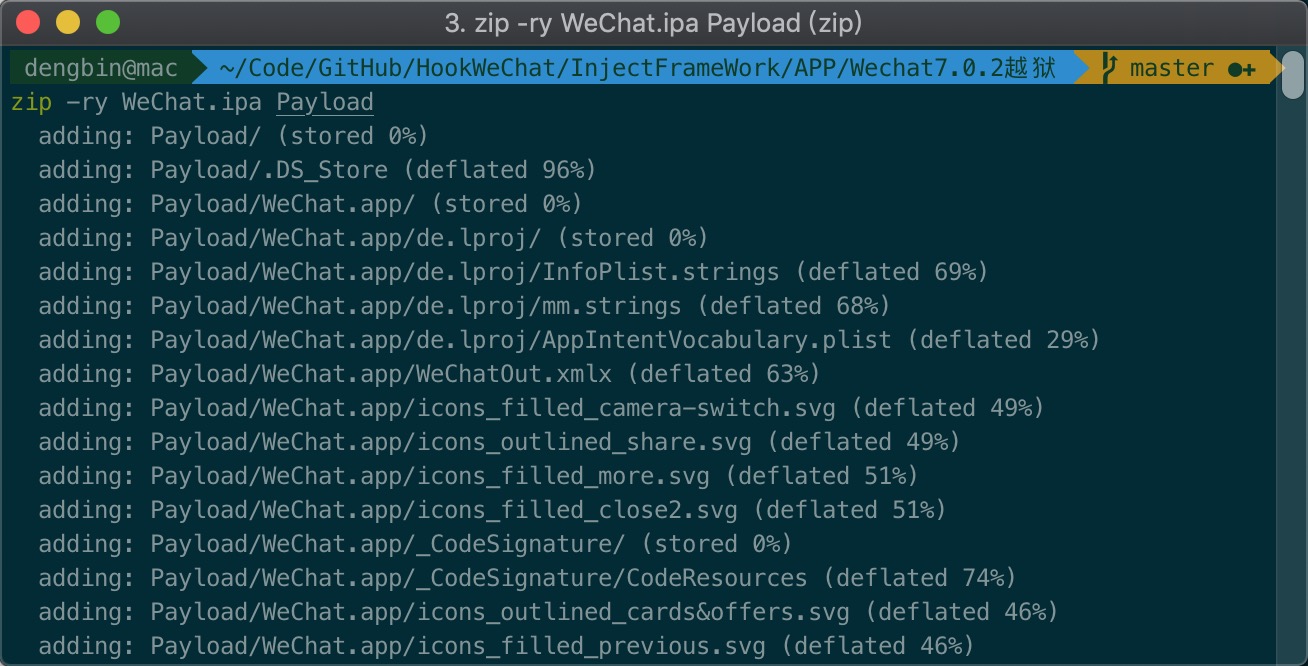 3. zip -ry WeChat.ipa Payload (zip)
dengbin@mac ~/Code/GitHub/HookWeChat/InjectFrameWork/APP/Wechat7.0.2越狱 master ●+
zip -ry WeChat.ipa Payload
adding: Payload/ (stored 0%)
adding: Payload/.DS_Store (deflated 96%)
adding: Payload/WeChat.app/ (stored 0%)
adding: Payload/WeChat.app/de.lproj/ (stored 0%)
adding: Payload/WeChat.app/de.lproj/InfoPlist.strings (deflated 69%)
adding: Payload/WeChat.app/de.lproj/mm.strings (deflated 68%)
adding: Payload/WeChat.app/de.lproj/AppIntentVocabulary.plist (deflated 29%)
adding: Payload/WeChat.app/WeChatOut.xmlx (deflated 63%)
adding: Payload/WeChat.app/icons_filled_camera-switch.svg (deflated 49%)
adding: Payload/WeChat.app/icons_outlined_share.svg (deflated 49%)
adding: Payload/WeChat.app/icons_filled_more.svg (deflated 51%)
adding: Payload/WeChat.app/icons_filled_close2.svg (deflated 51%)
adding: Payload/WeChat.app/_CodeSignature/ (stored 0%)
adding: Payload/WeChat.app/_CodeSignature/CodeResources (deflated 74%)
adding: Payload/WeChat.app/icons_outlined_cards&offers.svg (deflated 46%)
adding: Payload/WeChat.app/icons_filled_previous.svg (deflated 46%)